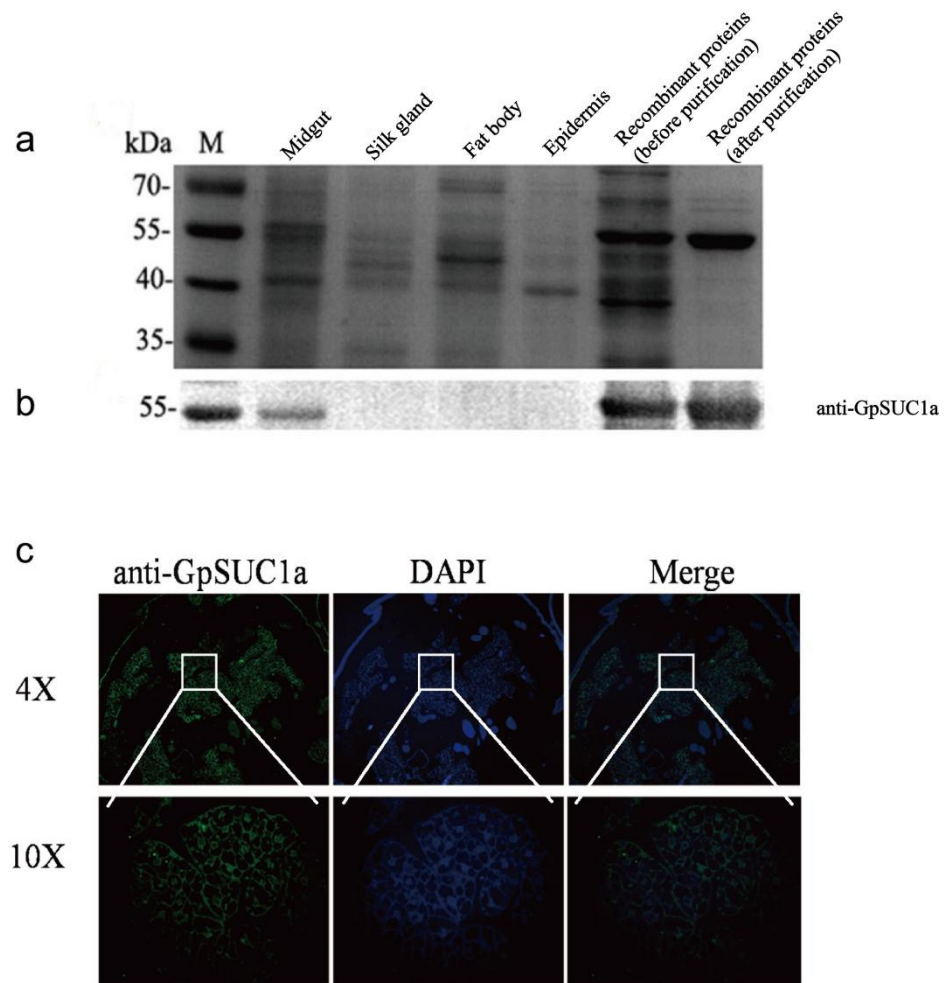 a
kDa M Midgut Silk gland Fat body Epidermis Recombinant proteins (before purification) Recombinant proteins (after purification)
70-
55-
40-
35-
b
55-
anti-GpSUC1a
c
anti-GpSUC1a DAPI Merge
4X
10X